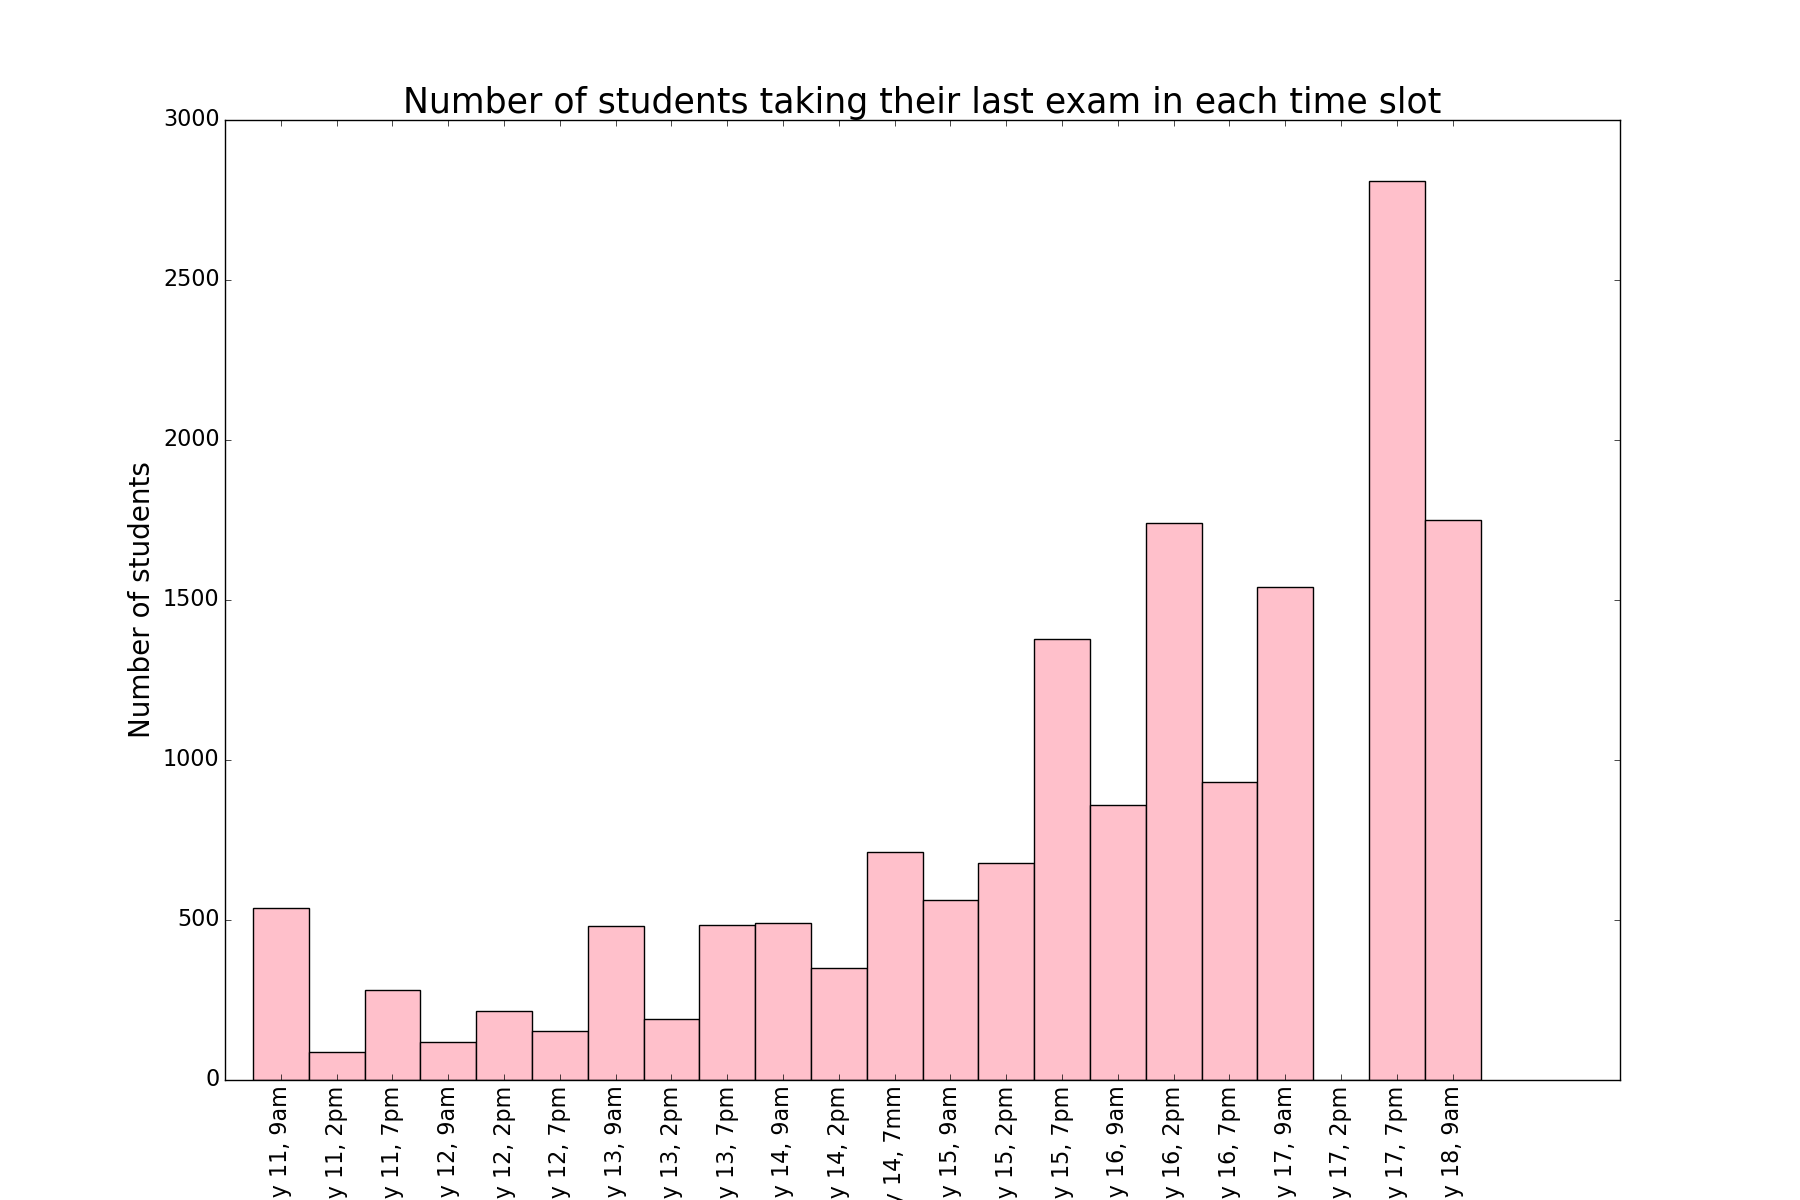 Number of students taking their last exam in each time slot
3000
2500
2000
1500
1000
500
0
Number of students
y 11, 9am
y 11, 2pm
y 11, 7pm
y 12, 9am
y 12, 2pm
y 12, 7pm
y 13, 9am
y 13, 2pm
y 13, 7pm
y 14, 9am
y 14, 2pm
y 14, 7mm
y 15, 9am
y 15, 2pm
y 15, 7pm
y 16, 9am
y 16, 2pm
y 16, 7pm
y 17, 9am
y 17, 2pm
y 17, 7pm
y 18, 9am